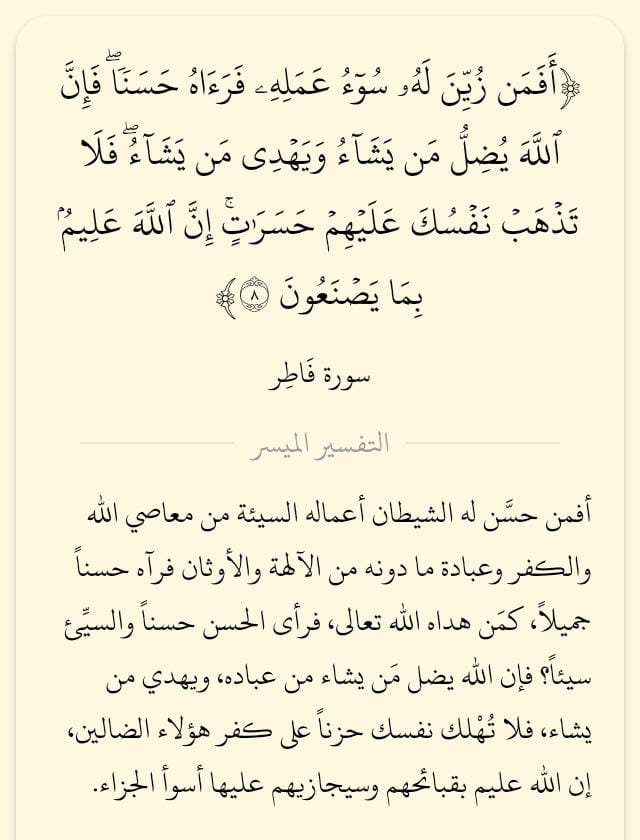 ﴿أَفَمَن زُيِّنَ لَهُۥ سُوٓءُ عَمَلِهِۦ فَرَءَاهُ حَسَنٗاۖ فَإِنَّ
ٱللَّهَ يُضِلُّ مَن يَشَآءُ وَيَهۡدِي مَن يَشَآءُۖ فَلَا
تَذۡهَبۡ نَفۡسُكَ عَلَيۡهِمۡ حَسَرَٰتٍۚ إِنَّ ٱللَّهَ عَلِيمُۢ
بِمَا يَصۡنَعُونَ ٨﴾
سورة فَاطِر
التفسير الميسر
أفمن حسَّن له الشيطان أعماله السيئة من معاصي الله
والكفر وعبادة ما دونه من الآلهة والأوثان فرآه حسناً
جميلاً، كمَن هداه الله تعالى، فرأى الحسن حسناً والسيِّئ
سيئاً؟ فإن الله يضل مَن يشاء من عباده، ويهدي من
يشاء، فلا تُهْلك نفسك حزناً على كفر هؤلاء الضالين،
إن الله عليم بقبائحهم وسيجازيهم عليها أسوأ الجزاء.